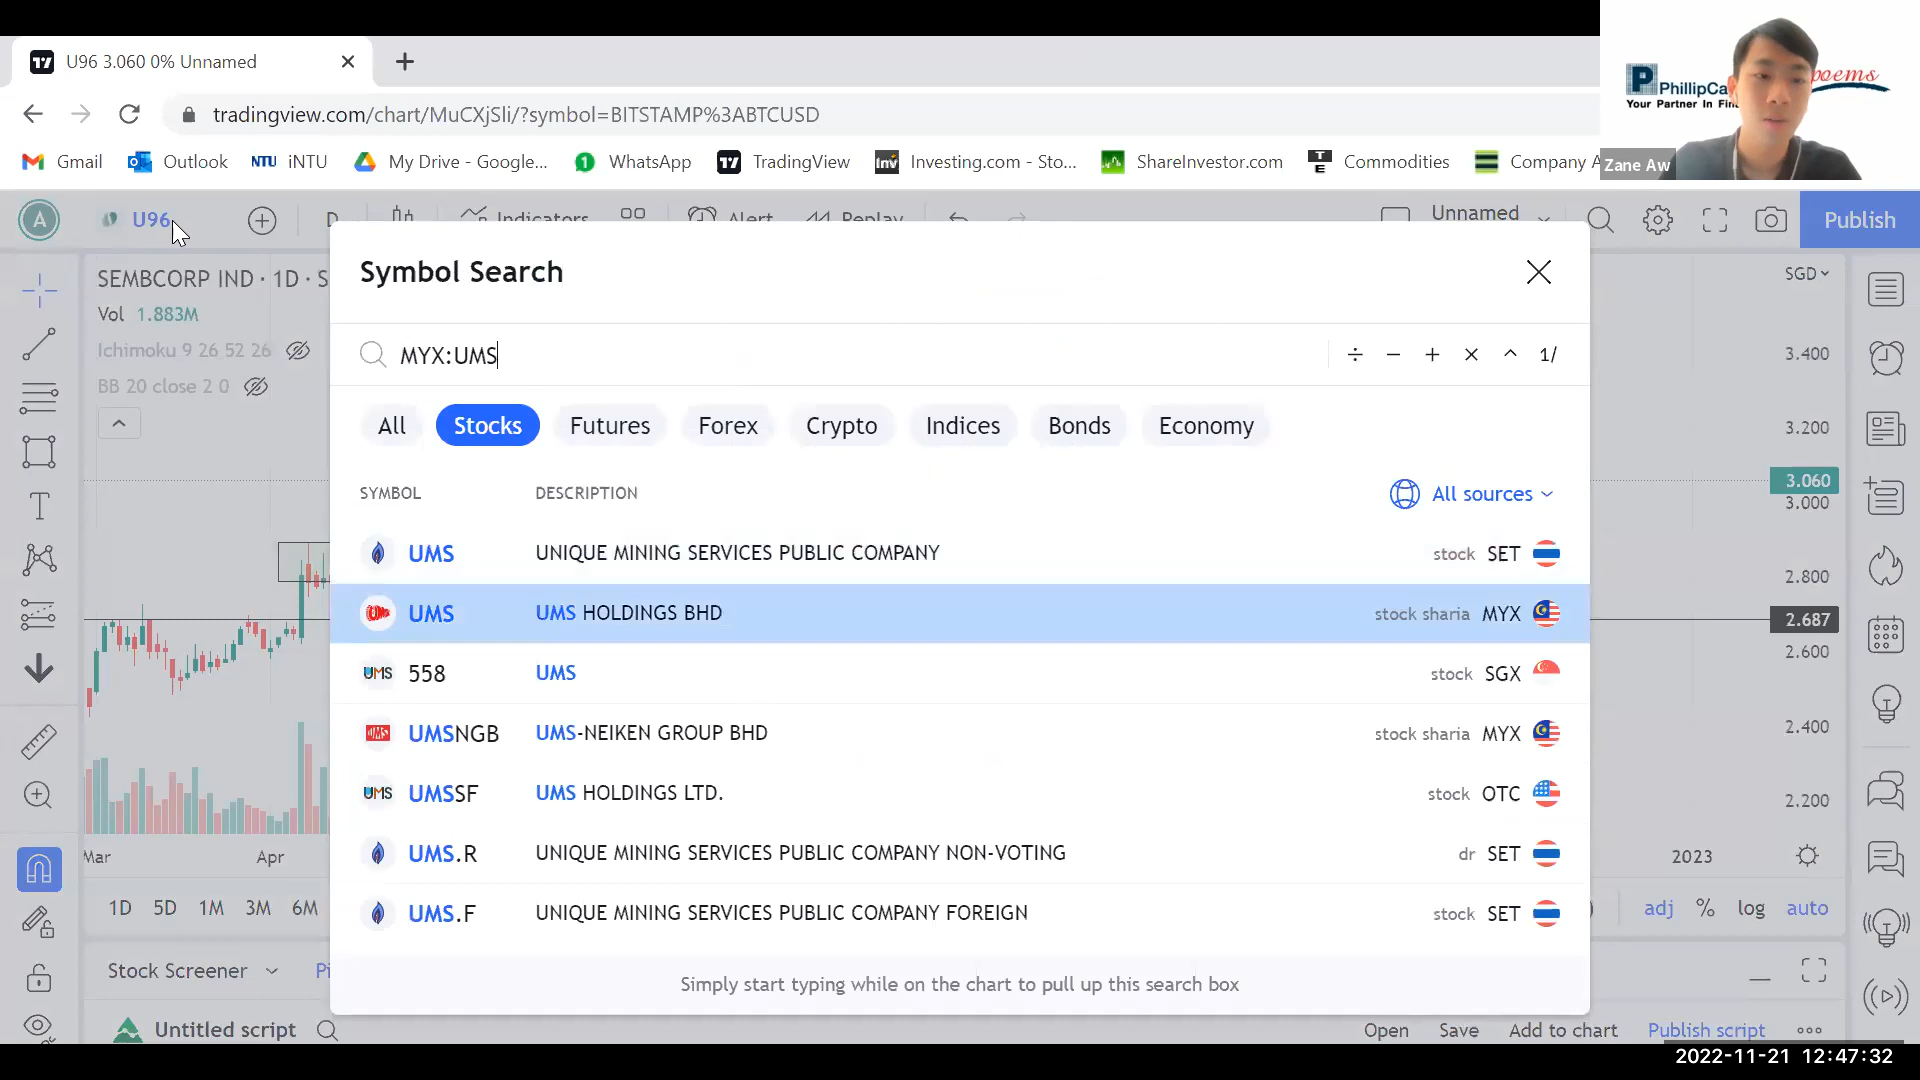 U96 3.060 0% Unnamed
tradingview.com/chart/MuCXjSli/?symbol=BITSTAMP%3ABTCUSD
Gmail Outlook NTU iNTU My Drive - Google... WhatsApp TradingView Inv Investing.com - Sto... ShareInvestor.com Commodities Company A
PhillipCa poems
Your Partner In Fin
Zane Aw
A U96 D Indicators Alert Replay Unnamed Publish
SEMBCORP IND · 1D · S
SGD
Vol 1.883M
Ichimoku 9 26 52 26
BB 20 close 2 0
Symbol Search
MYX:UMS
÷ − + × ^ 1/
All Stocks Futures Forex Crypto Indices Bonds Economy
SYMBOL DESCRIPTION All sources
UMS UNIQUE MINING SERVICES PUBLIC COMPANY stock SET
UMS UMS HOLDINGS BHD stock sharia MYX
UMS 558 UMS stock SGX
UMS UMSNGB UMS-NEIKEN GROUP BHD stock sharia MYX
UMS UMSSF UMS HOLDINGS LTD. stock OTC
UMS.R UNIQUE MINING SERVICES PUBLIC COMPANY NON-VOTING dr SET
UMS.F UNIQUE MINING SERVICES PUBLIC COMPANY FOREIGN stock SET
Simply start typing while on the chart to pull up this search box
3.400
3.200
3.060
3.000
2.800
2.687
2.600
2.400
2.200
Mar Apr 2023
1D 5D 1M 3M 6M adj % log auto
Stock Screener Pi
Untitled script Open Save Add to chart Publish script
2022-11-21 12:47:32